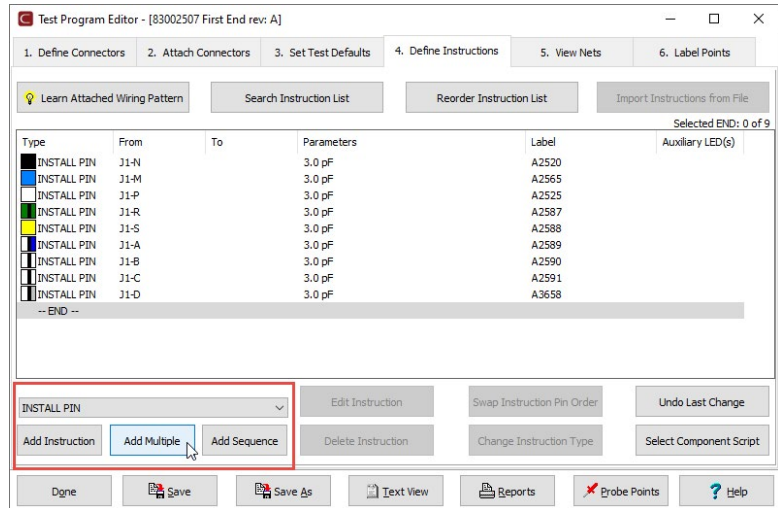 Test Program Editor - [83002507 First End rev: A]
1. Define Connectors 2. Attach Connectors 3. Set Test Defaults 4. Define Instructions 5. View Nets 6. Label Points
Learn Attached Wiring Pattern Search Instruction List Reorder Instruction List Import Instructions from File
Selected END: 0 of 9
Type From To Parameters Label Auxiliary LED(s)
INSTALL PIN J1-N 3.0 pF A2520
INSTALL PIN J1-M 3.0 pF A2565
INSTALL PIN J1-P 3.0 pF A2525
INSTALL PIN J1-R 3.0 pF A2587
INSTALL PIN J1-S 3.0 pF A2588
INSTALL PIN J1-A 3.0 pF A2589
INSTALL PIN J1-B 3.0 pF A2590
INSTALL PIN J1-C 3.0 pF A2591
INSTALL PIN J1-D 3.0 pF A3658
-- END --
INSTALL PIN Edit Instruction Swap Instruction Pin Order Undo Last Change
Add Instruction Add Multiple Add Sequence Delete Instruction Change Instruction Type Select Component Script
Done Save Save As Text View Reports Probe Points Help